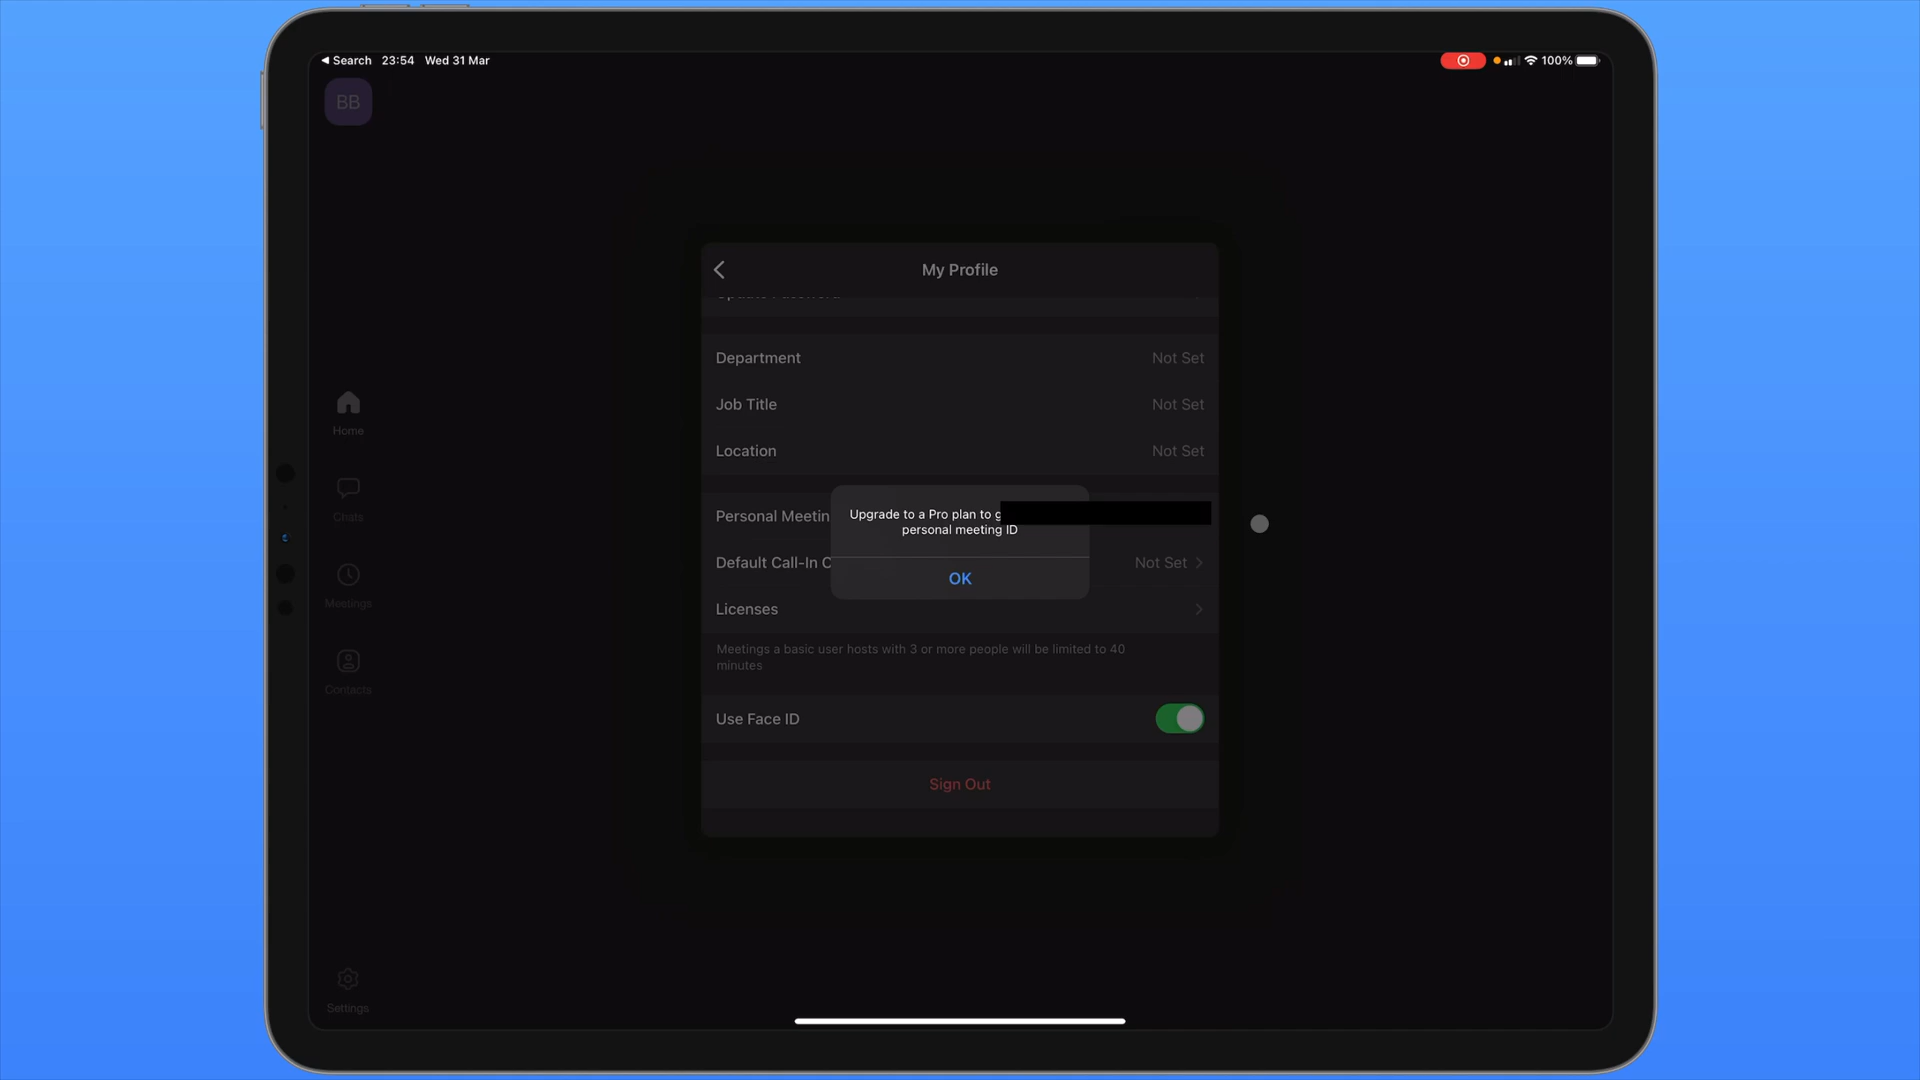 ◀ Search 23:54 Wed 31 Mar
100%
BB
My Profile
Department Not Set
Job Title Not Set
Location Not Set
Personal Meetin
Upgrade to a Pro plan to g
personal meeting ID
Default Call-In C Not Set
OK
Licenses
Meetings a basic user hosts with 3 or more people will be limited to 40
minutes
Use Face ID
Sign Out
Home
Chats
Meetings
Contacts
Settings